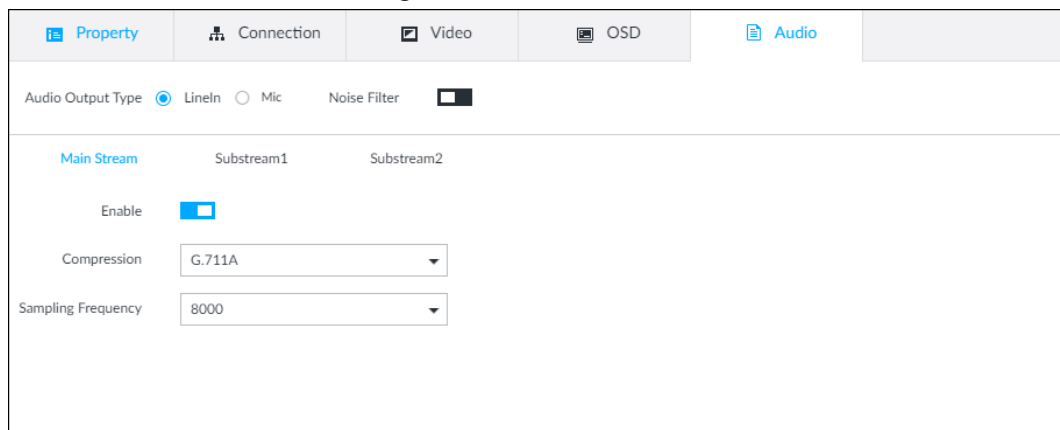 Property Connection Video OSD Audio
Audio Output Type LineIn Mic Noise Filter
Main Stream Substream1 Substream2
Enable
Compression G.711A
Sampling Frequency 8000